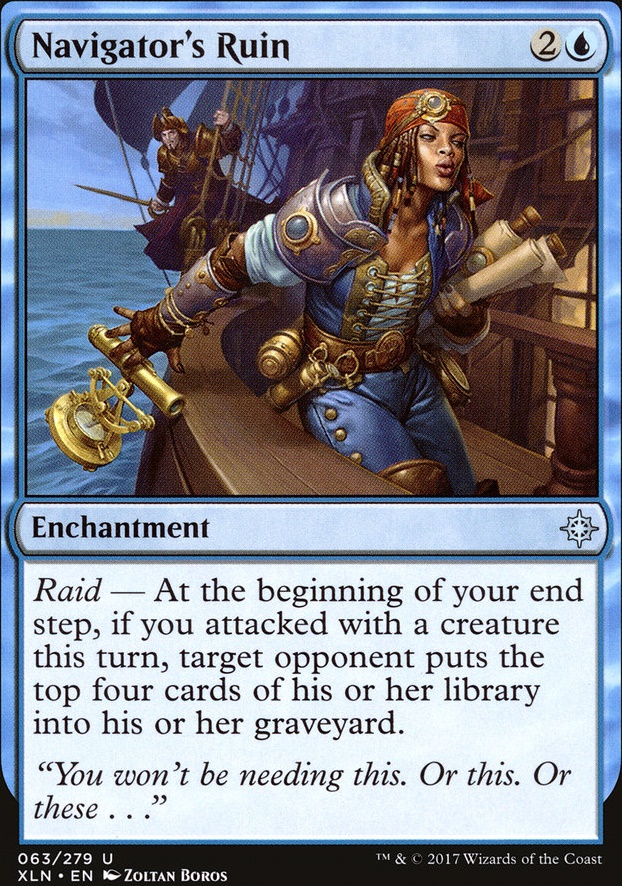 Navigator's Ruin 2
Enchantment
Raid — At the beginning of your end
step, if you attacked with a creature
this turn, target opponent puts the
top four cards of his or her library
into his or her graveyard.
“You won't be needing this. Or this. Or
these . . .”
063/279 U
XLN • EN Zoltan Boros
™ & © 2017 Wizards of the Coast